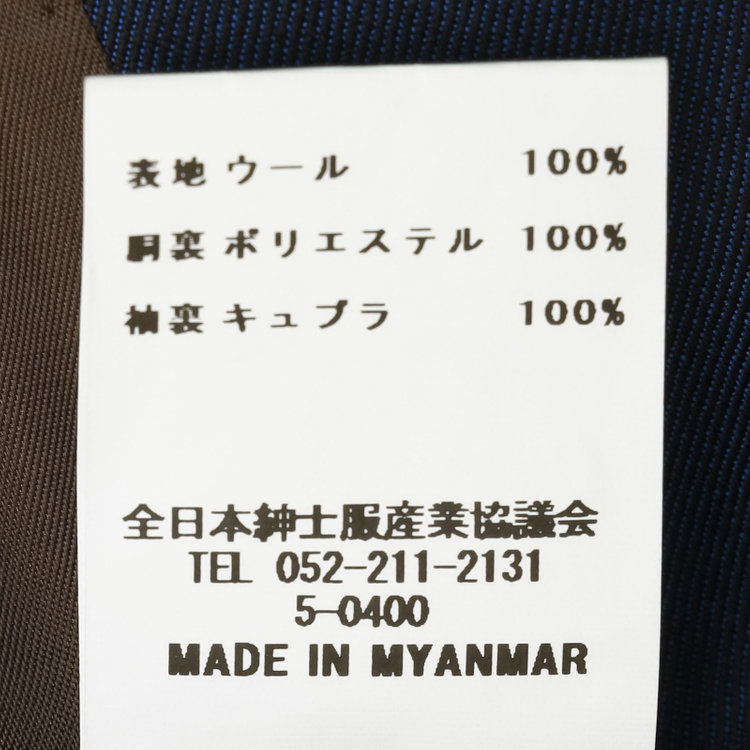 表地 ウール 100%
胴裏 ポリエステル 100%
袖裏 キュプラ 100%
全日本紳士服産業協議会
TEL 052-211-2131
5-0400
MADE IN MYANMAR